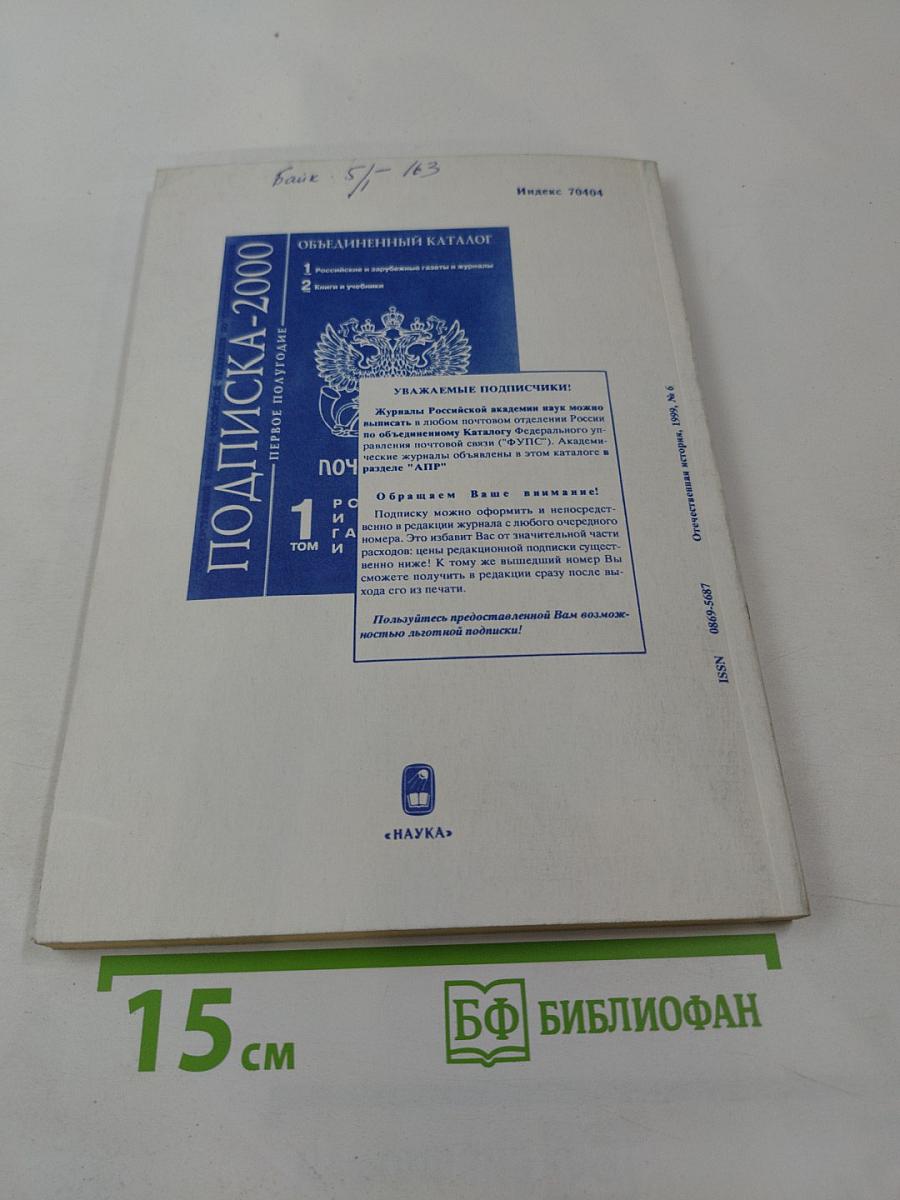 Байк. 5/1 – 163
Индекс 70404
ПОДПИСКА-2000
ПЕРВОЕ ПОЛУГОДИЕ
ОБЪЕДИНЕННЫЙ КАТАЛОГ
1 Российские и зарубежные газеты и журналы
2 Книги и учебники
ПОЧ
1 ТОМ
РО
И
ГА
И
УВАЖАЕМЫЕ ПОДПИСЧИКИ!
Журналы Российской академии наук можно
выписать в любом почтовом отделении России
по объединенному Каталогу Федерального уп-
равления почтовой связи ("ФУПС"). Академи-
ческие журналы объявлены в этом каталоге в
разделе "АПР"
Обращаем Ваше внимание!
Подписку можно оформить и непосредст-
венно в редакции журнала с любого очередного
номера. Это избавит Вас от значительной части
расходов: цены редакционной подписки сущест-
венно ниже! К тому же вышедший номер Вы
сможете получить в редакции сразу после вы-
хода его из печати.
Пользуйтесь предоставленной Вам возмож-
ностью льготной подписки!
ISSN 0869-5687 Отечественная история, 1999, № 6
«НАУКА»
15 см
БФ БИБЛИОФАН